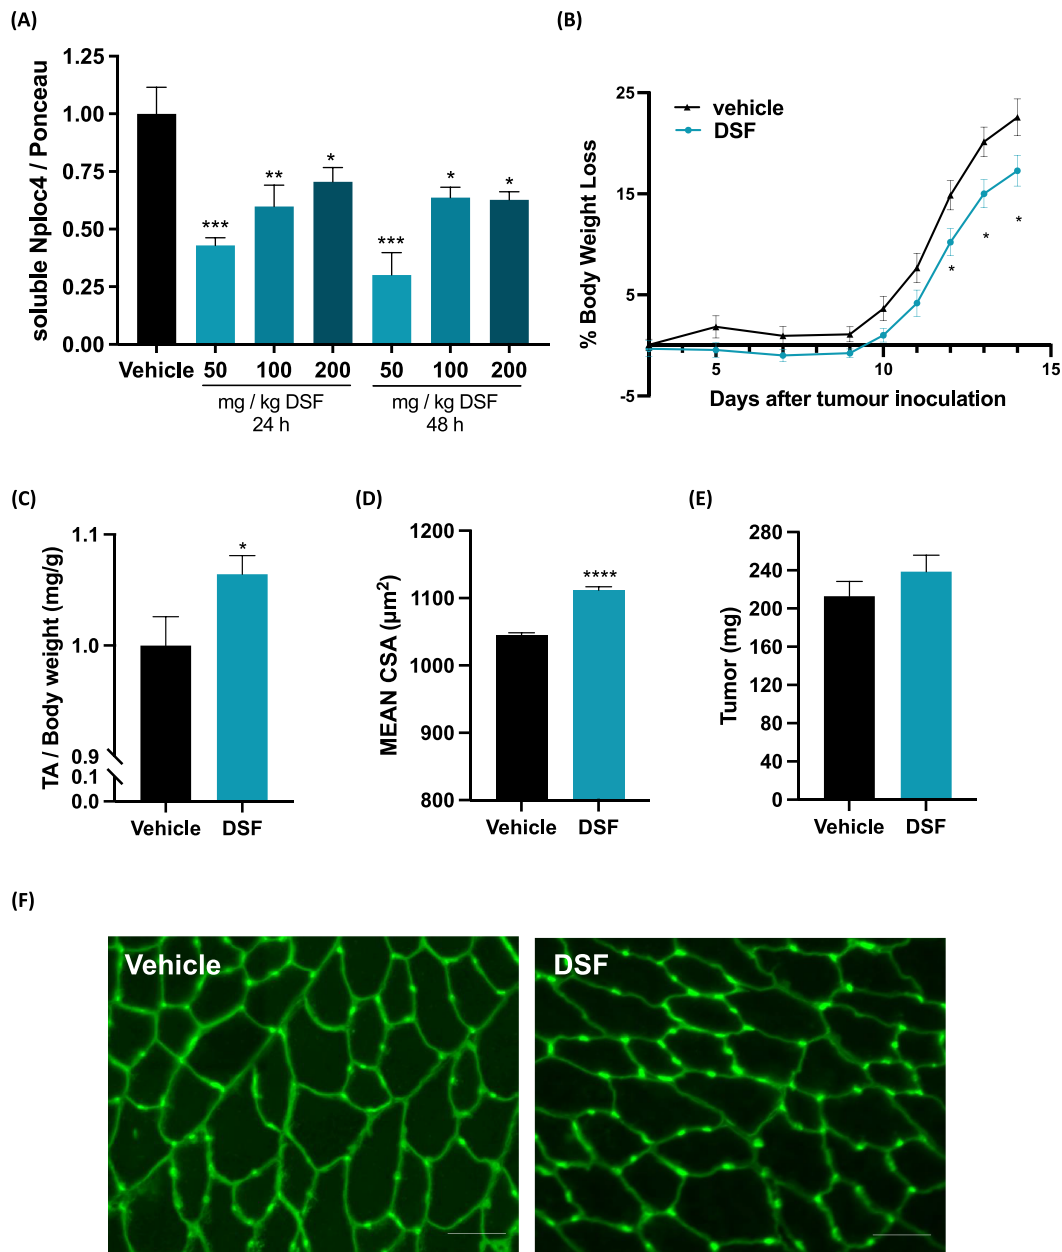 (A)
soluble Nploc4 / Ponceau
1.25
1.00
0.75
0.50
0.25
0.00
***
**
*
***
*
*
Vehicle 50 100 200 50 100 200
mg / kg DSF mg / kg DSF
24 h 48 h
(B)
% Body Weight Loss
25
15
5
-5
vehicle
DSF
* * *
5 10 15
Days after tumour inoculation
(C)
TA / Body weight (mg/g)
1.1
1.0
0.9
0.1
0.0
*
Vehicle DSF
(D)
MEAN CSA (µm²)
1200
1100
1000
900
800
****
Vehicle DSF
(E)
Tumor (mg)
280
240
200
160
120
80
40
0
Vehicle DSF
(F)
Vehicle
DSF